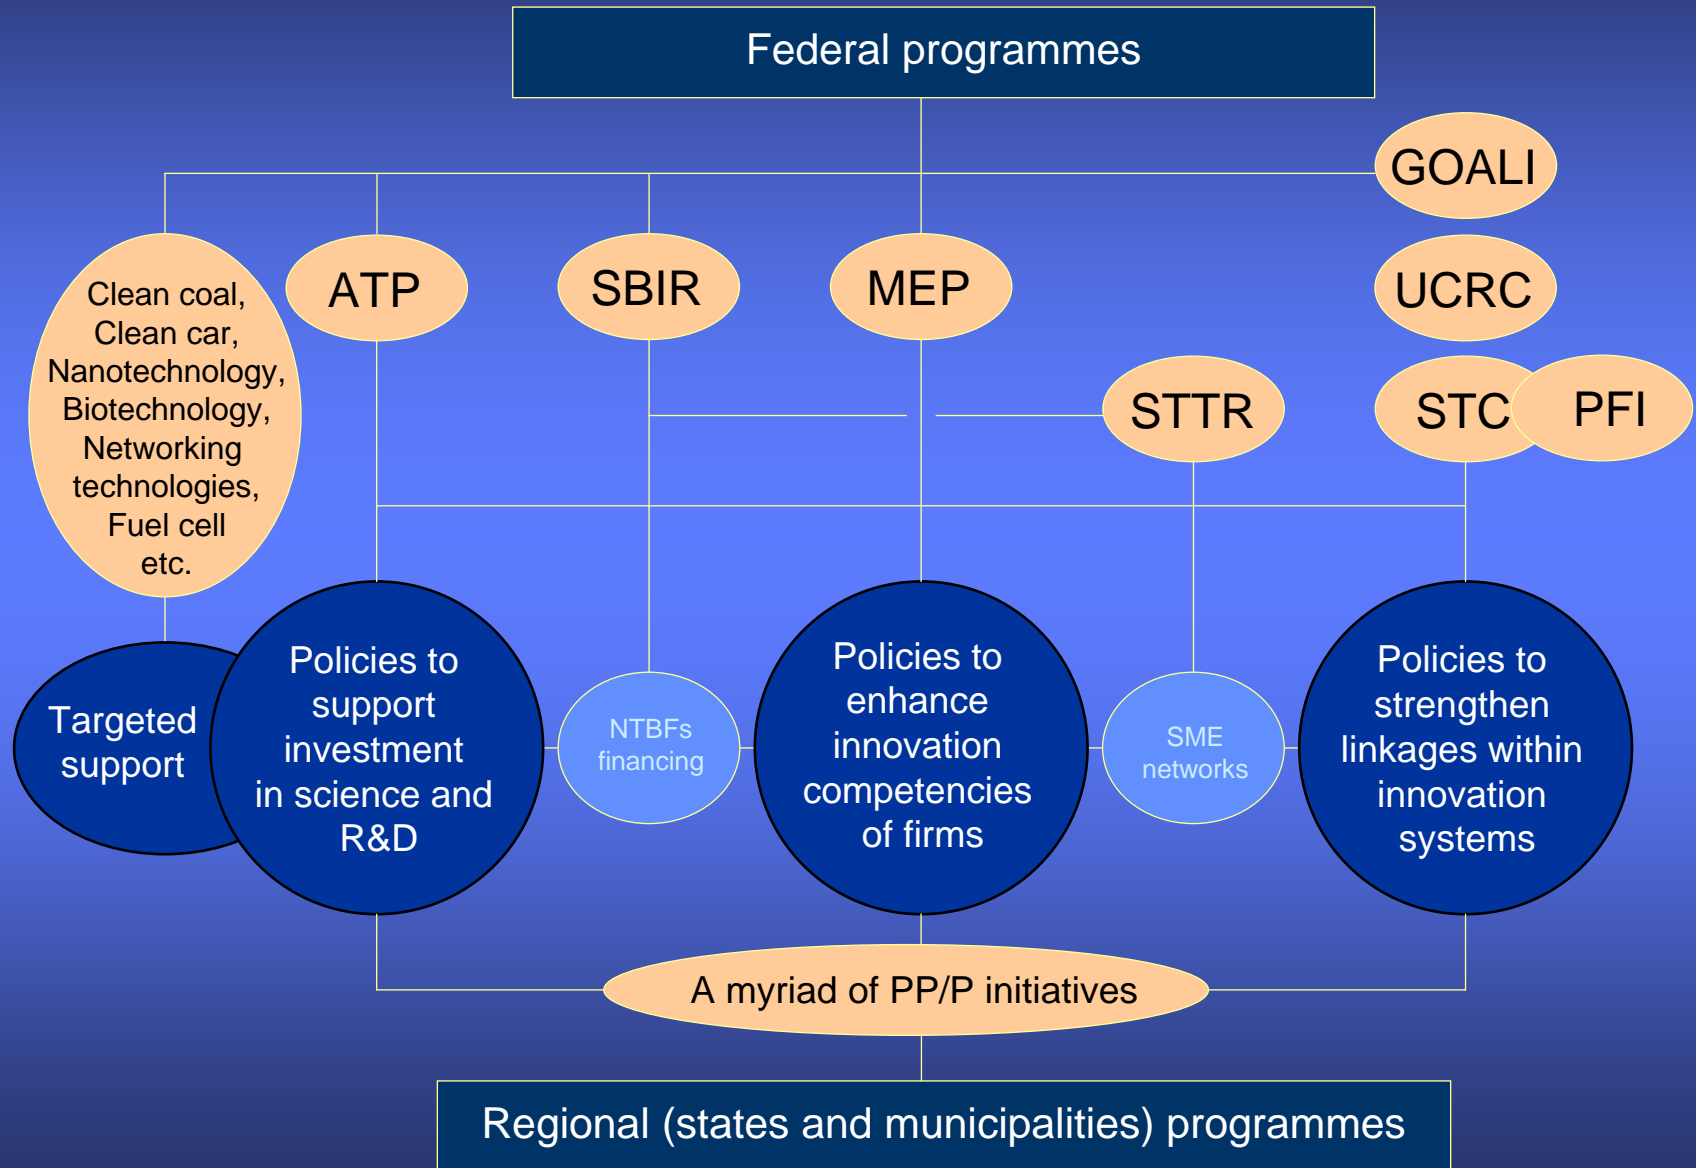 Federal programmes
GOALI
Clean coal,
Clean car,
Nanotechnology,
Biotechnology,
Networking
technologies,
Fuel cell
etc.
ATP
SBIR
MEP
UCRC
STTR
STC
PFI
Targeted
support
Policies to
support
investment
in science and
R&D
NTBFs
financing
Policies to
enhance
innovation
competencies
of firms
SME
networks
Policies to
strengthen
linkages within
innovation
systems
A myriad of PP/P initiatives
Regional (states and municipalities) programmes